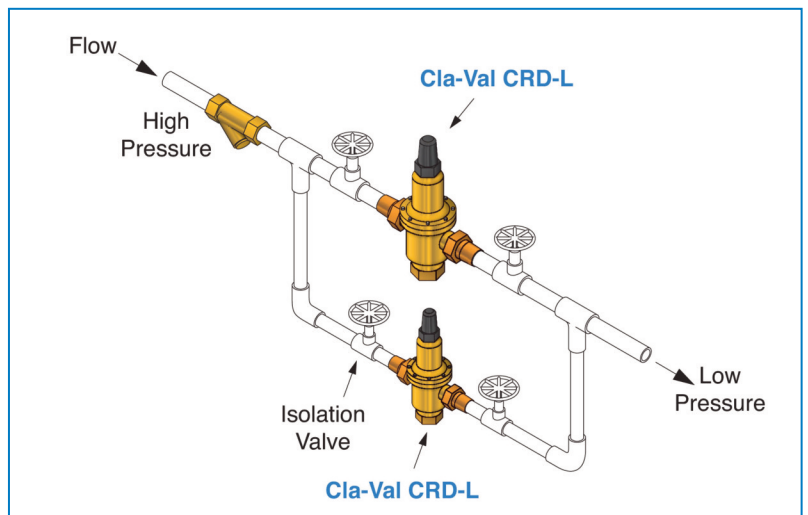 Flow
Cla-Val CRD-L
High
Pressure
Low
Pressure
Isolation
Valve
Cla-Val CRD-L